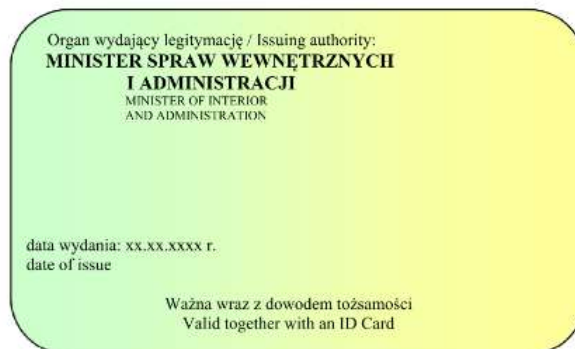 Organ wydający legitymację / Issuing authority:
MINISTER SPRAW WEWNĘTRZNYCH
I ADMINISTRACJI
MINISTER OF INTERIOR
AND ADMINISTRATION
data wydania: xx.xx.xxxx r.
date of issue
Ważna wraz z dowodem tożsamości
Valid together with an ID Card